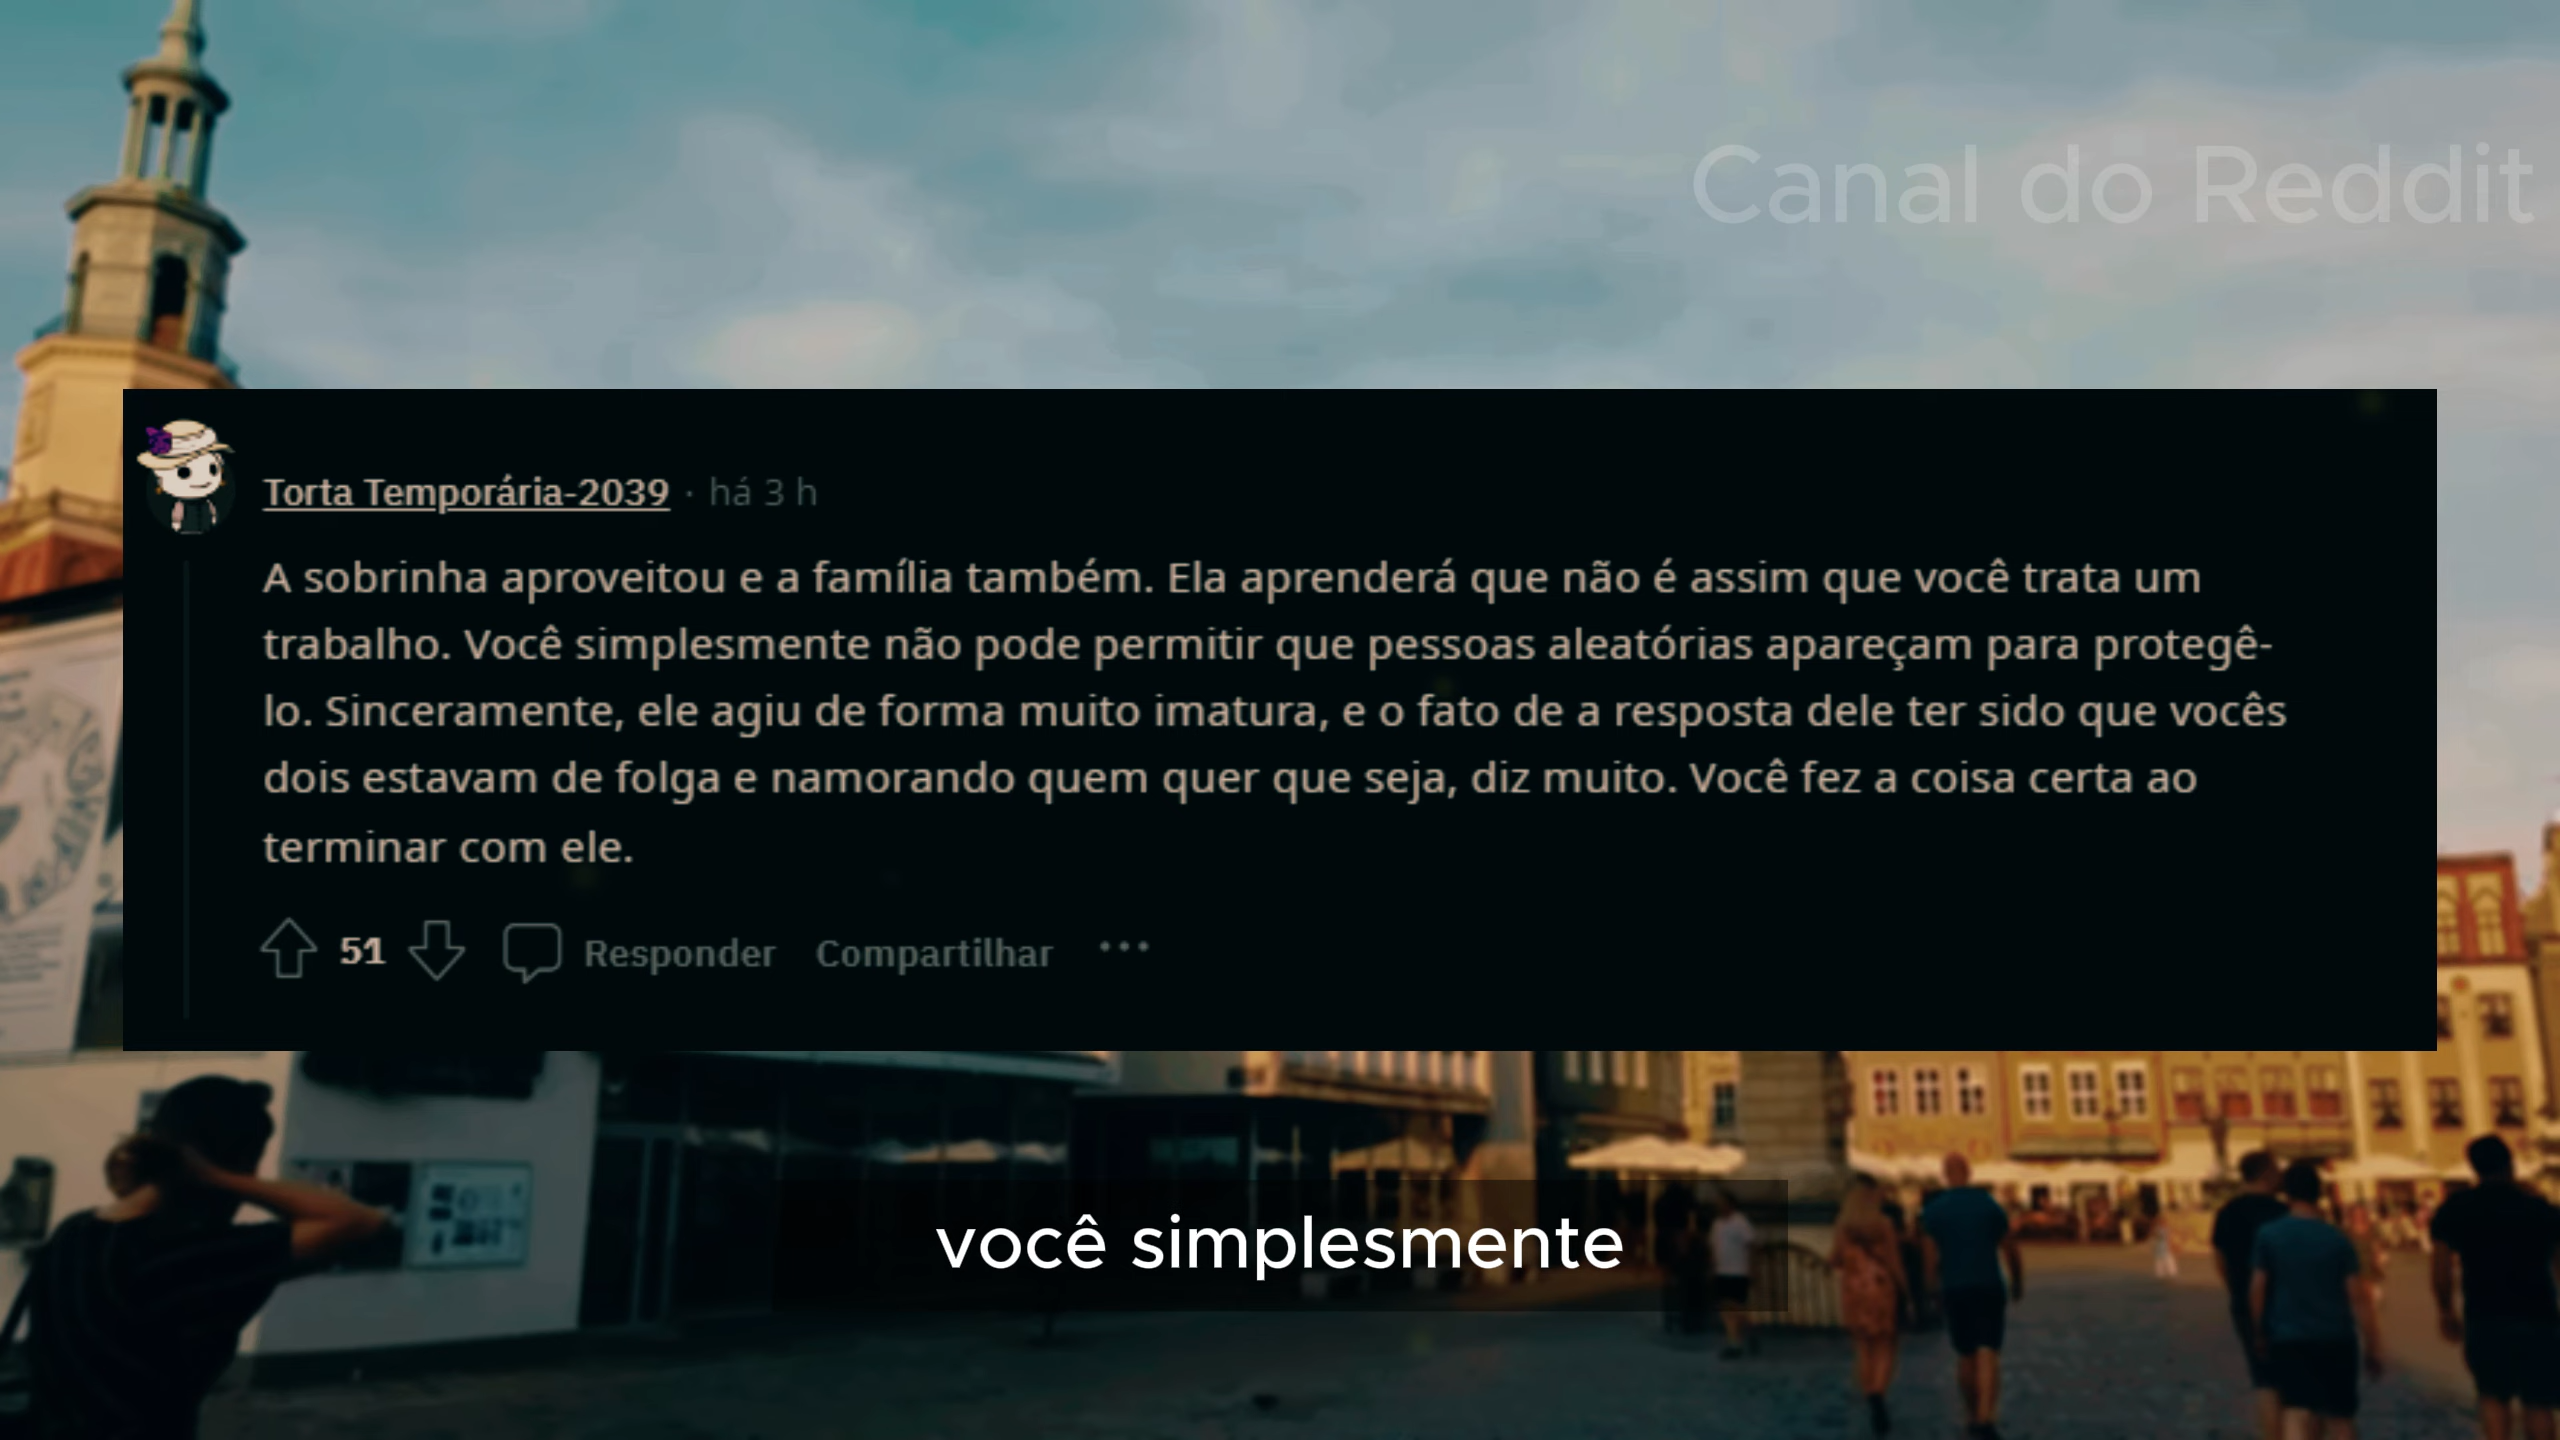 Canal do Reddit
Torta Temporária-2039 · há 3 h
A sobrinha aproveitou e a família também. Ela aprenderá que não é assim que você trata um
trabalho. Você simplesmente não pode permitir que pessoas aleatórias apareçam para protegê-
lo. Sinceramente, ele agiu de forma muito imatura, e o fato de a resposta dele ter sido que vocês
dois estavam de folga e namorando quem quer que seja, diz muito. Você fez a coisa certa ao
terminar com ele.
51 Responder Compartilhar ···
você simplesmente